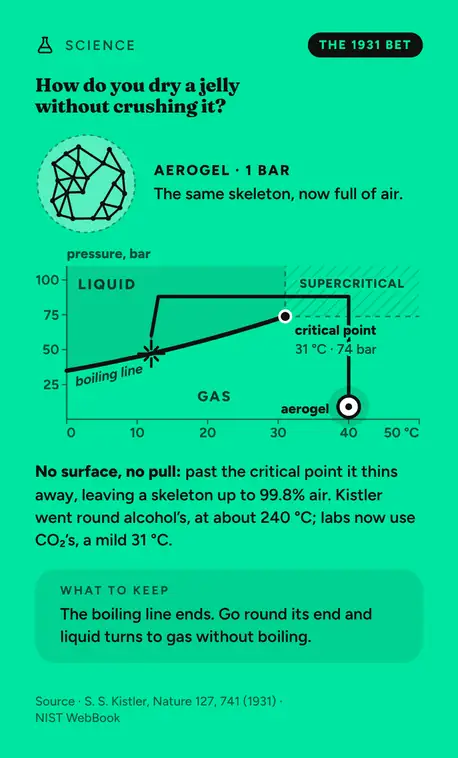 SCIENCE
THE 1931 BET
How do you dry a jelly
without crushing it?
AEROGEL · 1 BAR
The same skeleton, now full of air.
pressure, bar
100
75
50
25
LIQUID
SUPERCRITICAL
critical point
31 °C · 74 bar
boiling line
GAS
aerogel
0
10
20
30
40
50 °C
No surface, no pull: past the critical point it thins
away, leaving a skeleton up to 99.8% air. Kistler
went round alcohol’s, at about 240 °C; labs now use
CO₂’s, a mild 31 °C.
WHAT TO KEEP
The boiling line ends. Go round its end and
liquid turns to gas without boiling.
Source · S. S. Kistler, Nature 127, 741 (1931) ·
NIST WebBook